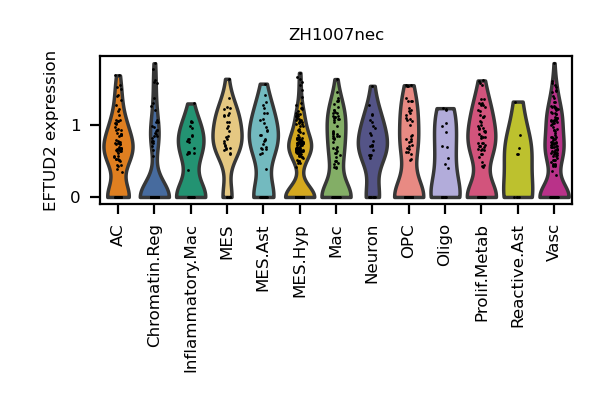 ZH1007nec
EFTUD2 expression
1
0
AC
Chromatin.Reg
Inflammatory.Mac
MES
MES.Ast
MES.Hyp
Mac
Neuron
OPC
Oligo
Prolif.Metab
Reactive.Ast
Vasc